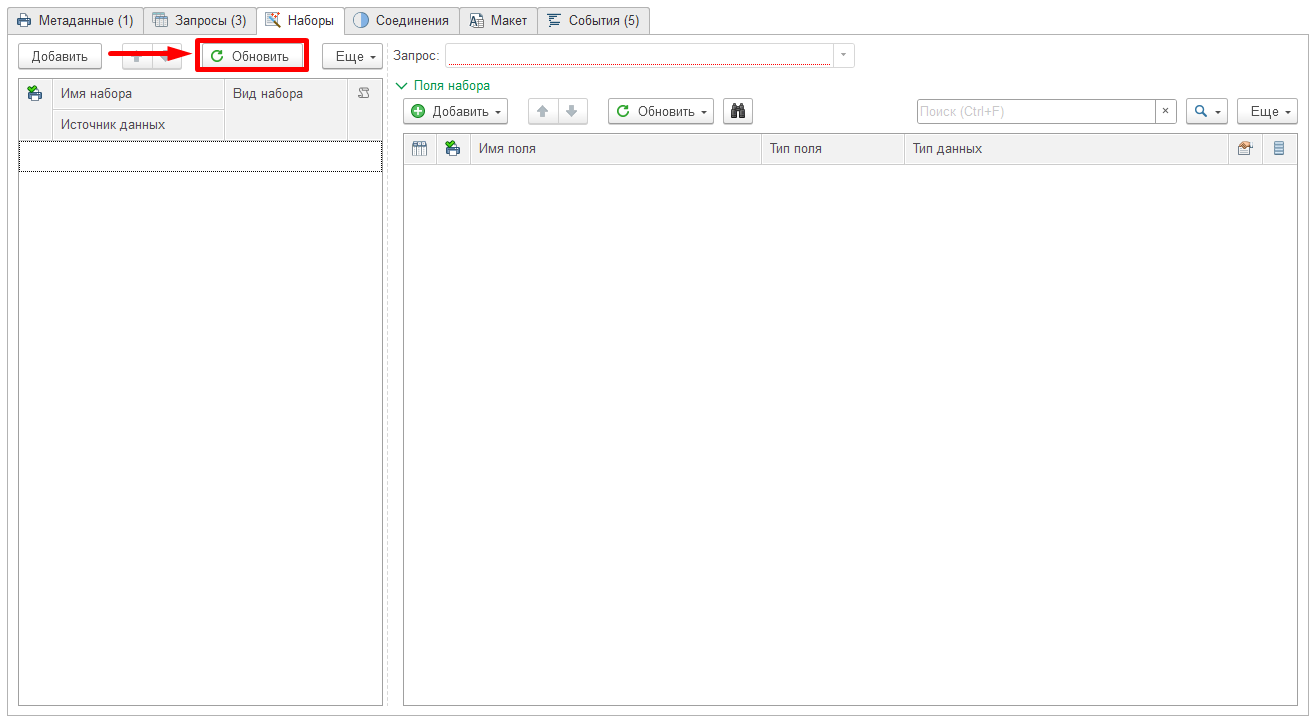 Метаданные (1) Запросы (3) Наборы Соединения Макет События (5)
Добавить Обновить Еще Запрос:
Поля набора
Добавить Обновить Поиск (Ctrl+F) × Еще
Имя набора Вид набора
Источник данных
Имя поля Тип поля Тип данных